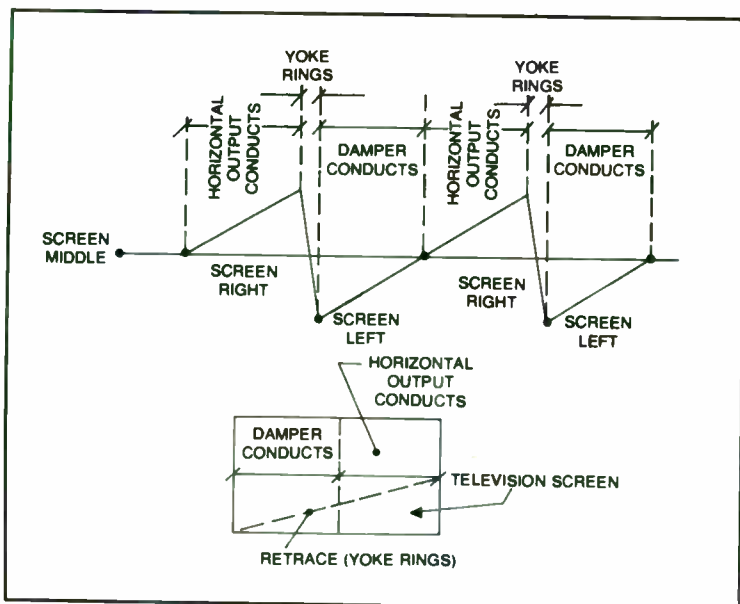 YOKE
RINGS
YOKE
RINGS
HORIZONTAL
OUTPUT
CONDUCTS
DAMPER
CONDUCTS
HORIZONTAL
OUTPUT
CONDUCTS
DAMPER
CONDUCTS
SCREEN
MIDDLE
SCREEN
RIGHT
SCREEN
LEFT
SCREEN
RIGHT
SCREEN
LEFT
HORIZONTAL
OUTPUT
CONDUCTS
DAMPER
CONDUCTS
TELEVISION SCREEN
RETRACE (YOKE RINGS)